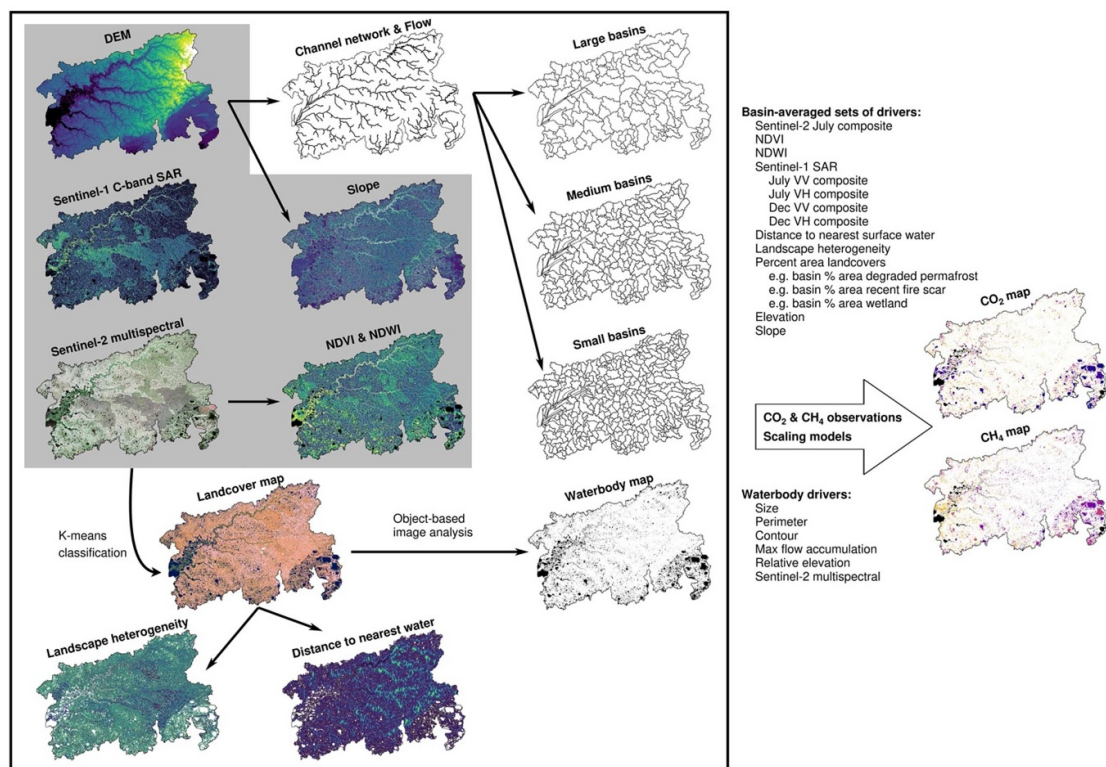 DEM
Channel network & Flow
Large basins
Sentinel-1 C-band SAR
Slope
Medium basins
Sentinel-2 multispectral
NDVI & NDWI
Small basins
Landcover map
Waterbody map
K-means
classification
Object-based
image analysis
Landscape heterogeneity
Distance to nearest water
Basin-averaged sets of drivers:
Sentinel-2 July composite
NDVI
NDWI
Sentinel-1 SAR
July VV composite
July VH composite
Dec VV composite
Dec VH composite
Distance to nearest surface water
Landscape heterogeneity
Percent area landcovers
e.g. basin % area degraded permafrost
e.g. basin % area recent fire scar
e.g. basin % area wetland
Elevation
Slope
CO₂ & CH₄ observations
Scaling models
CO₂ map
CH₄ map
Waterbody drivers:
Size
Perimeter
Contour
Max flow accumulation
Relative elevation
Sentinel-2 multispectral